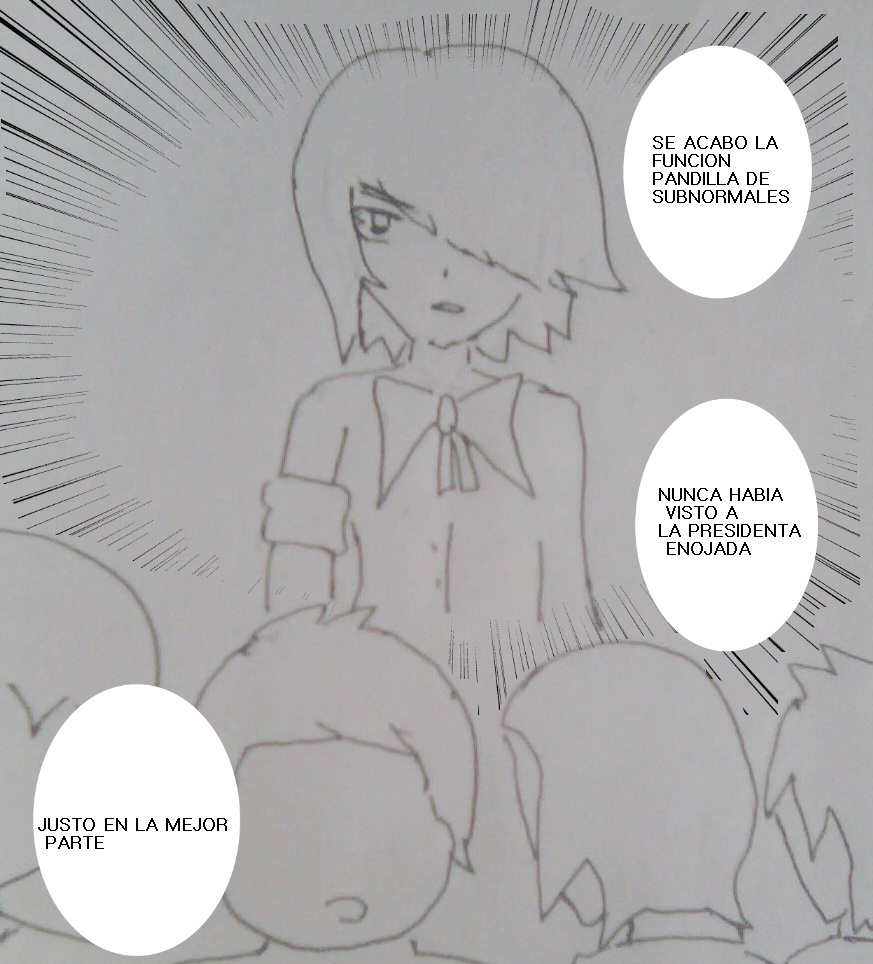 SE ACABO LA
FUNCION
PANDILLA DE
SUBNORMALES
NUNCA HABIA
VISTO A
LA PRESIDENTA
ENOJADA
JUSTO EN LA MEJOR
PARTE